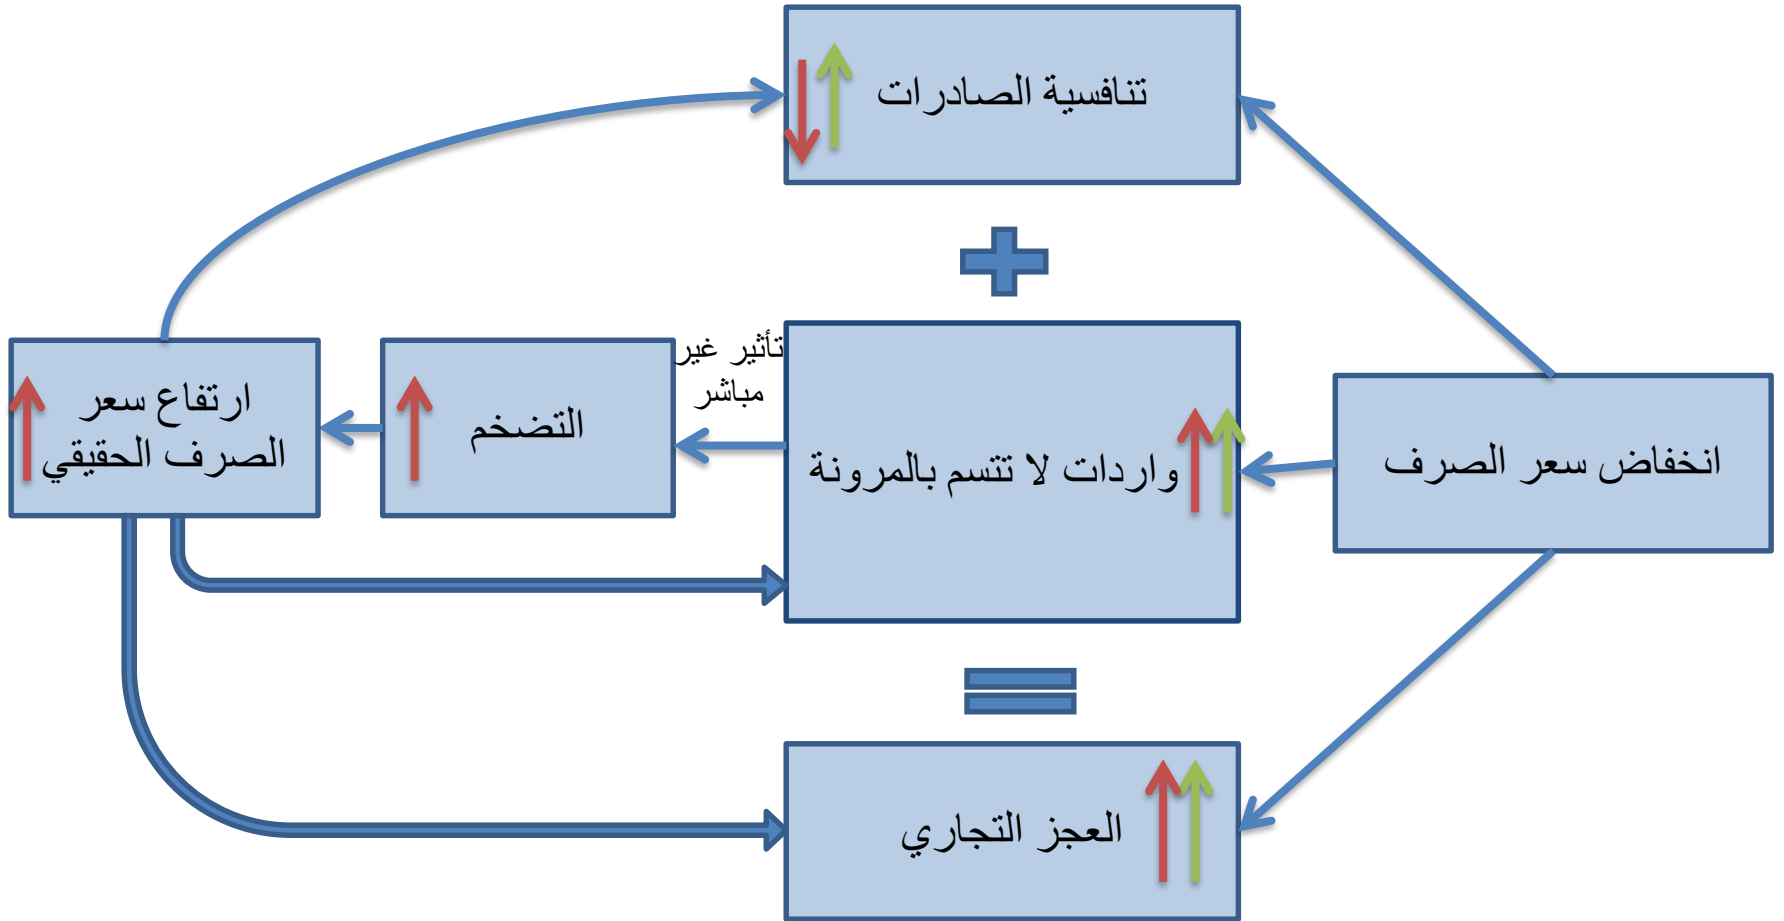 تنافسية الصادرات
انخفاض سعر الصرف
واردات لا تتسم بالمرونة
تأثير غير
مباشر
التضخم
ارتفاع سعر
الصرف الحقيقي
العجز التجاري